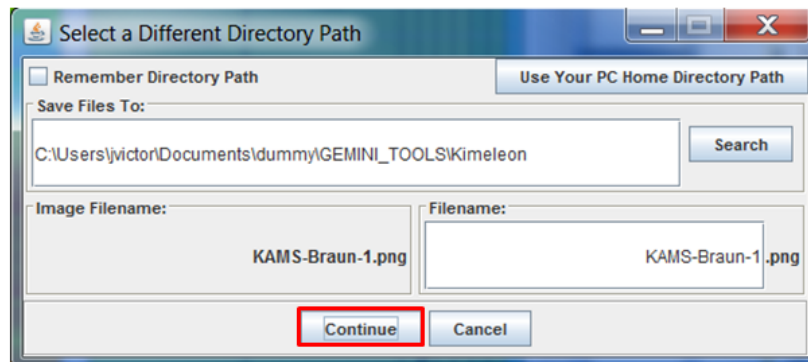 Select a Different Directory Path
Remember Directory Path
Use Your PC Home Directory Path
Save Files To:
C:\Users\jvictor\Documents\dummy\GEMINI_TOOLS\Kimeleon
Search
Image Filename:
Filename:
KAMS-Braun-1.png
KAMS-Braun-1 .png
Continue
Cancel